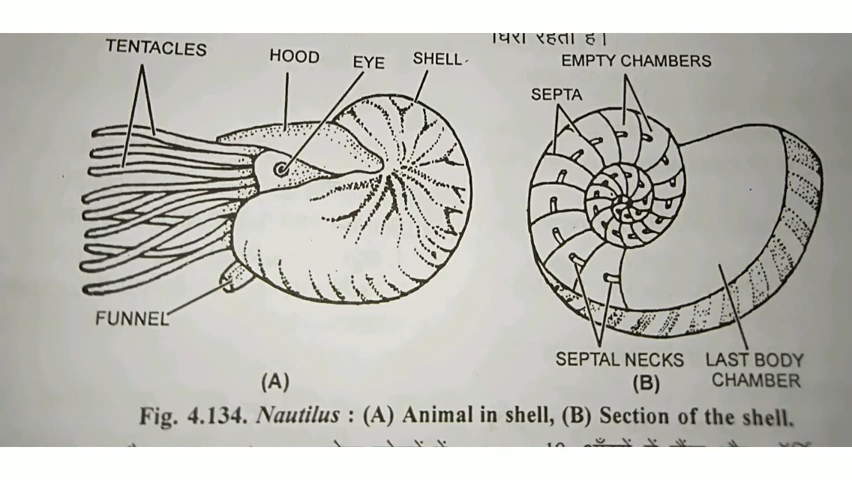 घिरा रहता है।
TENTACLES
HOOD
EYE
SHELL
FUNNEL
(A)
EMPTY CHAMBERS
SEPTA
SEPTAL NECKS
LAST BODY
CHAMBER
(B)
Fig. 4.134. Nautilus : (A) Animal in shell, (B) Section of the shell.